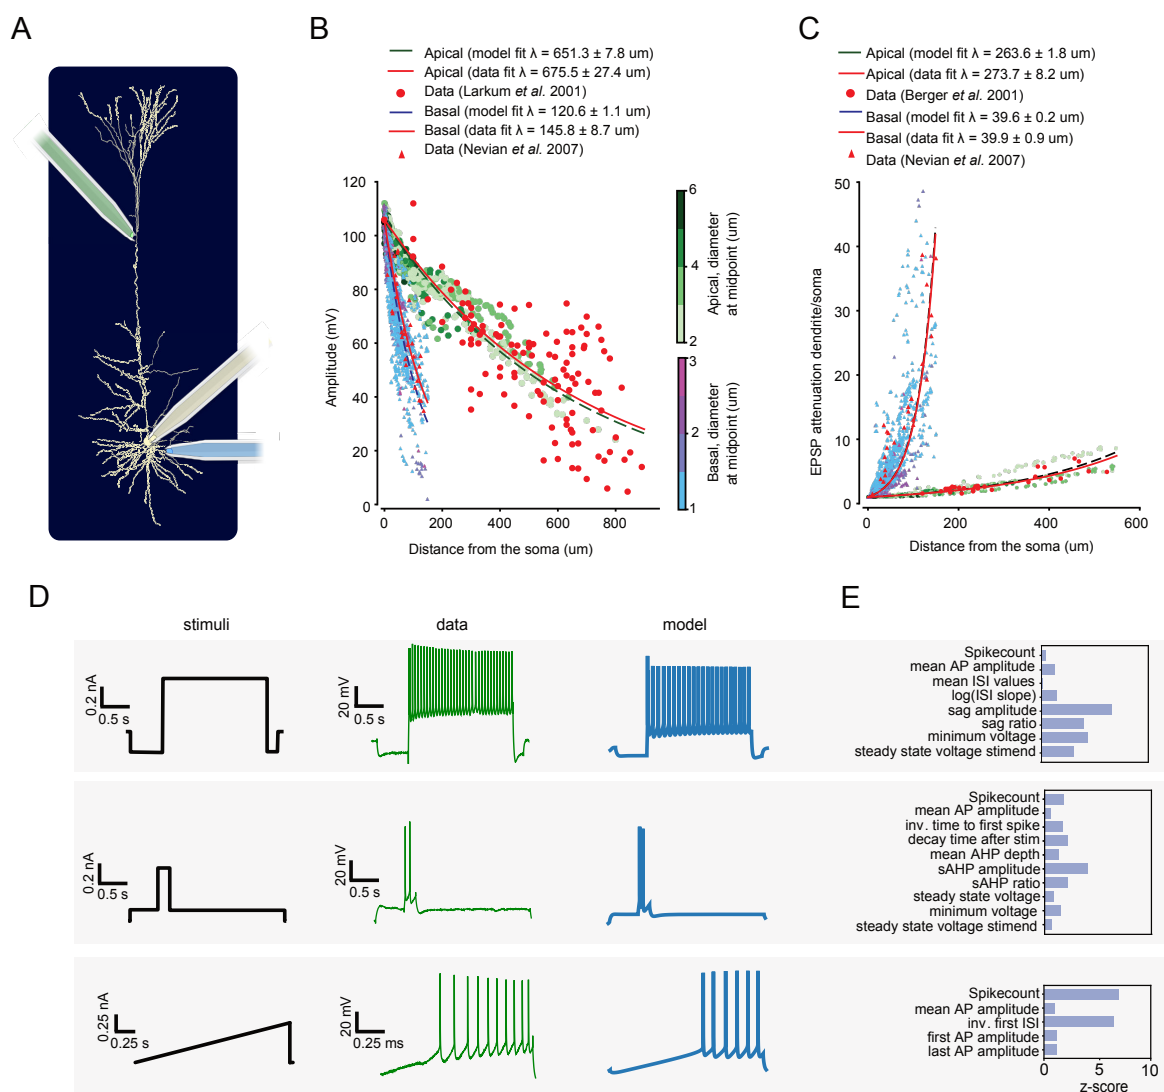 A
B
Apical (model fit λ = 651.3 ± 7.8 um)
Apical (data fit λ = 675.5 ± 27.4 um)
Data (Larkum et al. 2001)
Basal (model fit λ = 120.6 ± 1.1 um)
Basal (data fit λ = 145.8 ± 8.7 um)
Data (Nevian et al. 2007)
120
100
80
60
40
20
0
Amplitude (mV)
0
200
400
600
800
Distance from the soma (um)
6
4
2
Apical, diameter
at midpoint (um)
3
2
1
Basal, diameter
at midpoint (um)
C
Apical (model fit λ = 263.6 ± 1.8 um)
Apical (data fit λ = 273.7 ± 8.2 um)
Data (Berger et al. 2001)
Basal (model fit λ = 39.6 ± 0.2 um)
Basal (data fit λ = 39.9 ± 0.9 um)
Data (Nevian et al. 2007)
50
40
30
20
10
0
EPSP attenuation dendrite/soma
0
200
400
600
Distance from the soma (um)
D
stimuli
data
model
0.2 nA
0.5 s
20 mV
0.5 s
0.2 nA
0.5 s
20 mV
0.5 s
0.25 nA
0.25 s
20 mV
0.25 ms
E
Spikecount
mean AP amplitude
mean ISI values
log(ISI slope)
sag amplitude
sag ratio
minimum voltage
steady state voltage stimend
Spikecount
mean AP amplitude
inv. time to first spike
decay time after stim
mean AHP depth
sAHP amplitude
sAHP ratio
steady state voltage
minimum voltage
steady state voltage stimend
Spikecount
mean AP amplitude
inv. first ISI
first AP amplitude
last AP amplitude
0
5
10
z-score